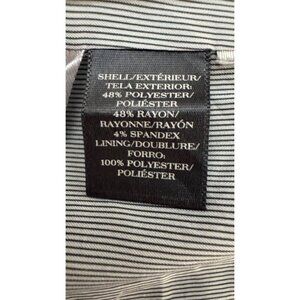 SHELL/EXTÉRIEUR/
TELA EXTERIOR:
48% POLYESTER/
POLIÉSTER
48% RAYON/
RAYONNE/RAYÓN
4% SPANDEX
LINING/DOUBLURE/
FORRO:
100% POLYESTER/
POLIÉSTER